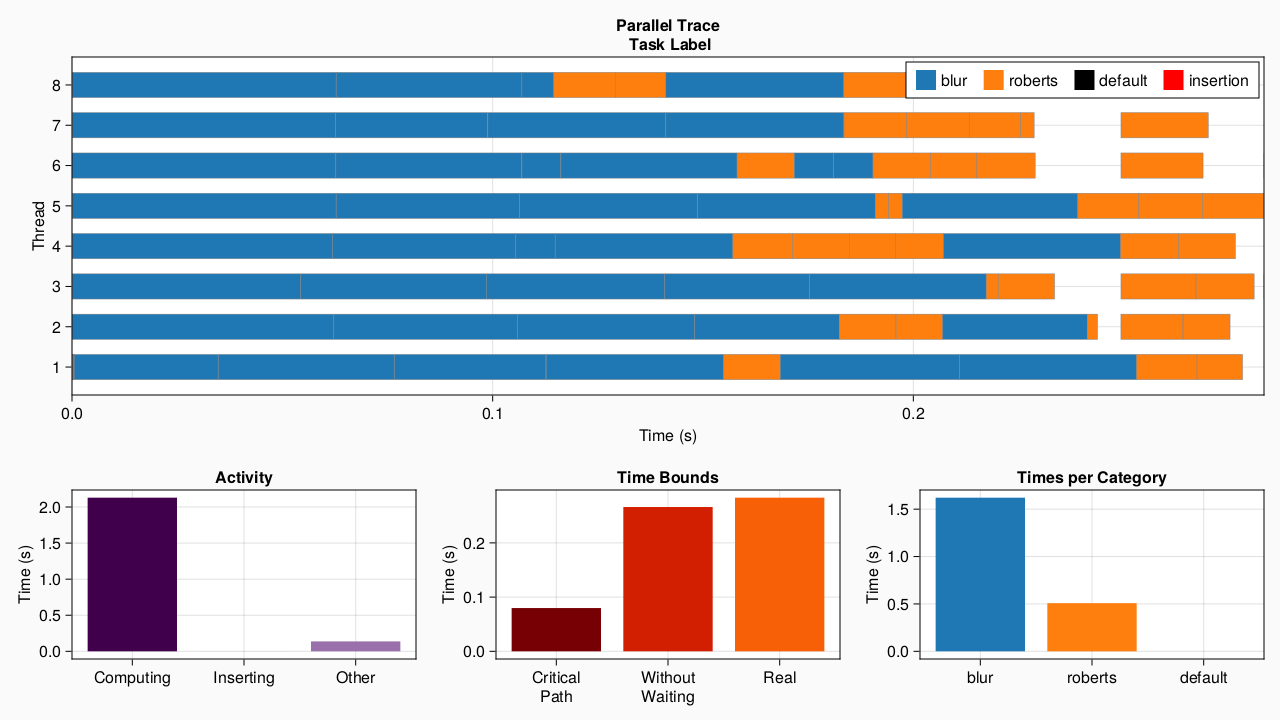 Parallel Trace
Task Label
blur roberts default insertion
Thread
8
7
6
5
4
3
2
1
0.0 0.1 0.2
Time (s)
Activity
Time (s)
2.0
1.5
1.0
0.5
0.0
Computing Inserting Other
Time Bounds
Time (s)
0.2
0.1
0.0
Critical Path
Without Waiting
Real
Times per Category
Time (s)
1.5
1.0
0.5
0.0
blur roberts default